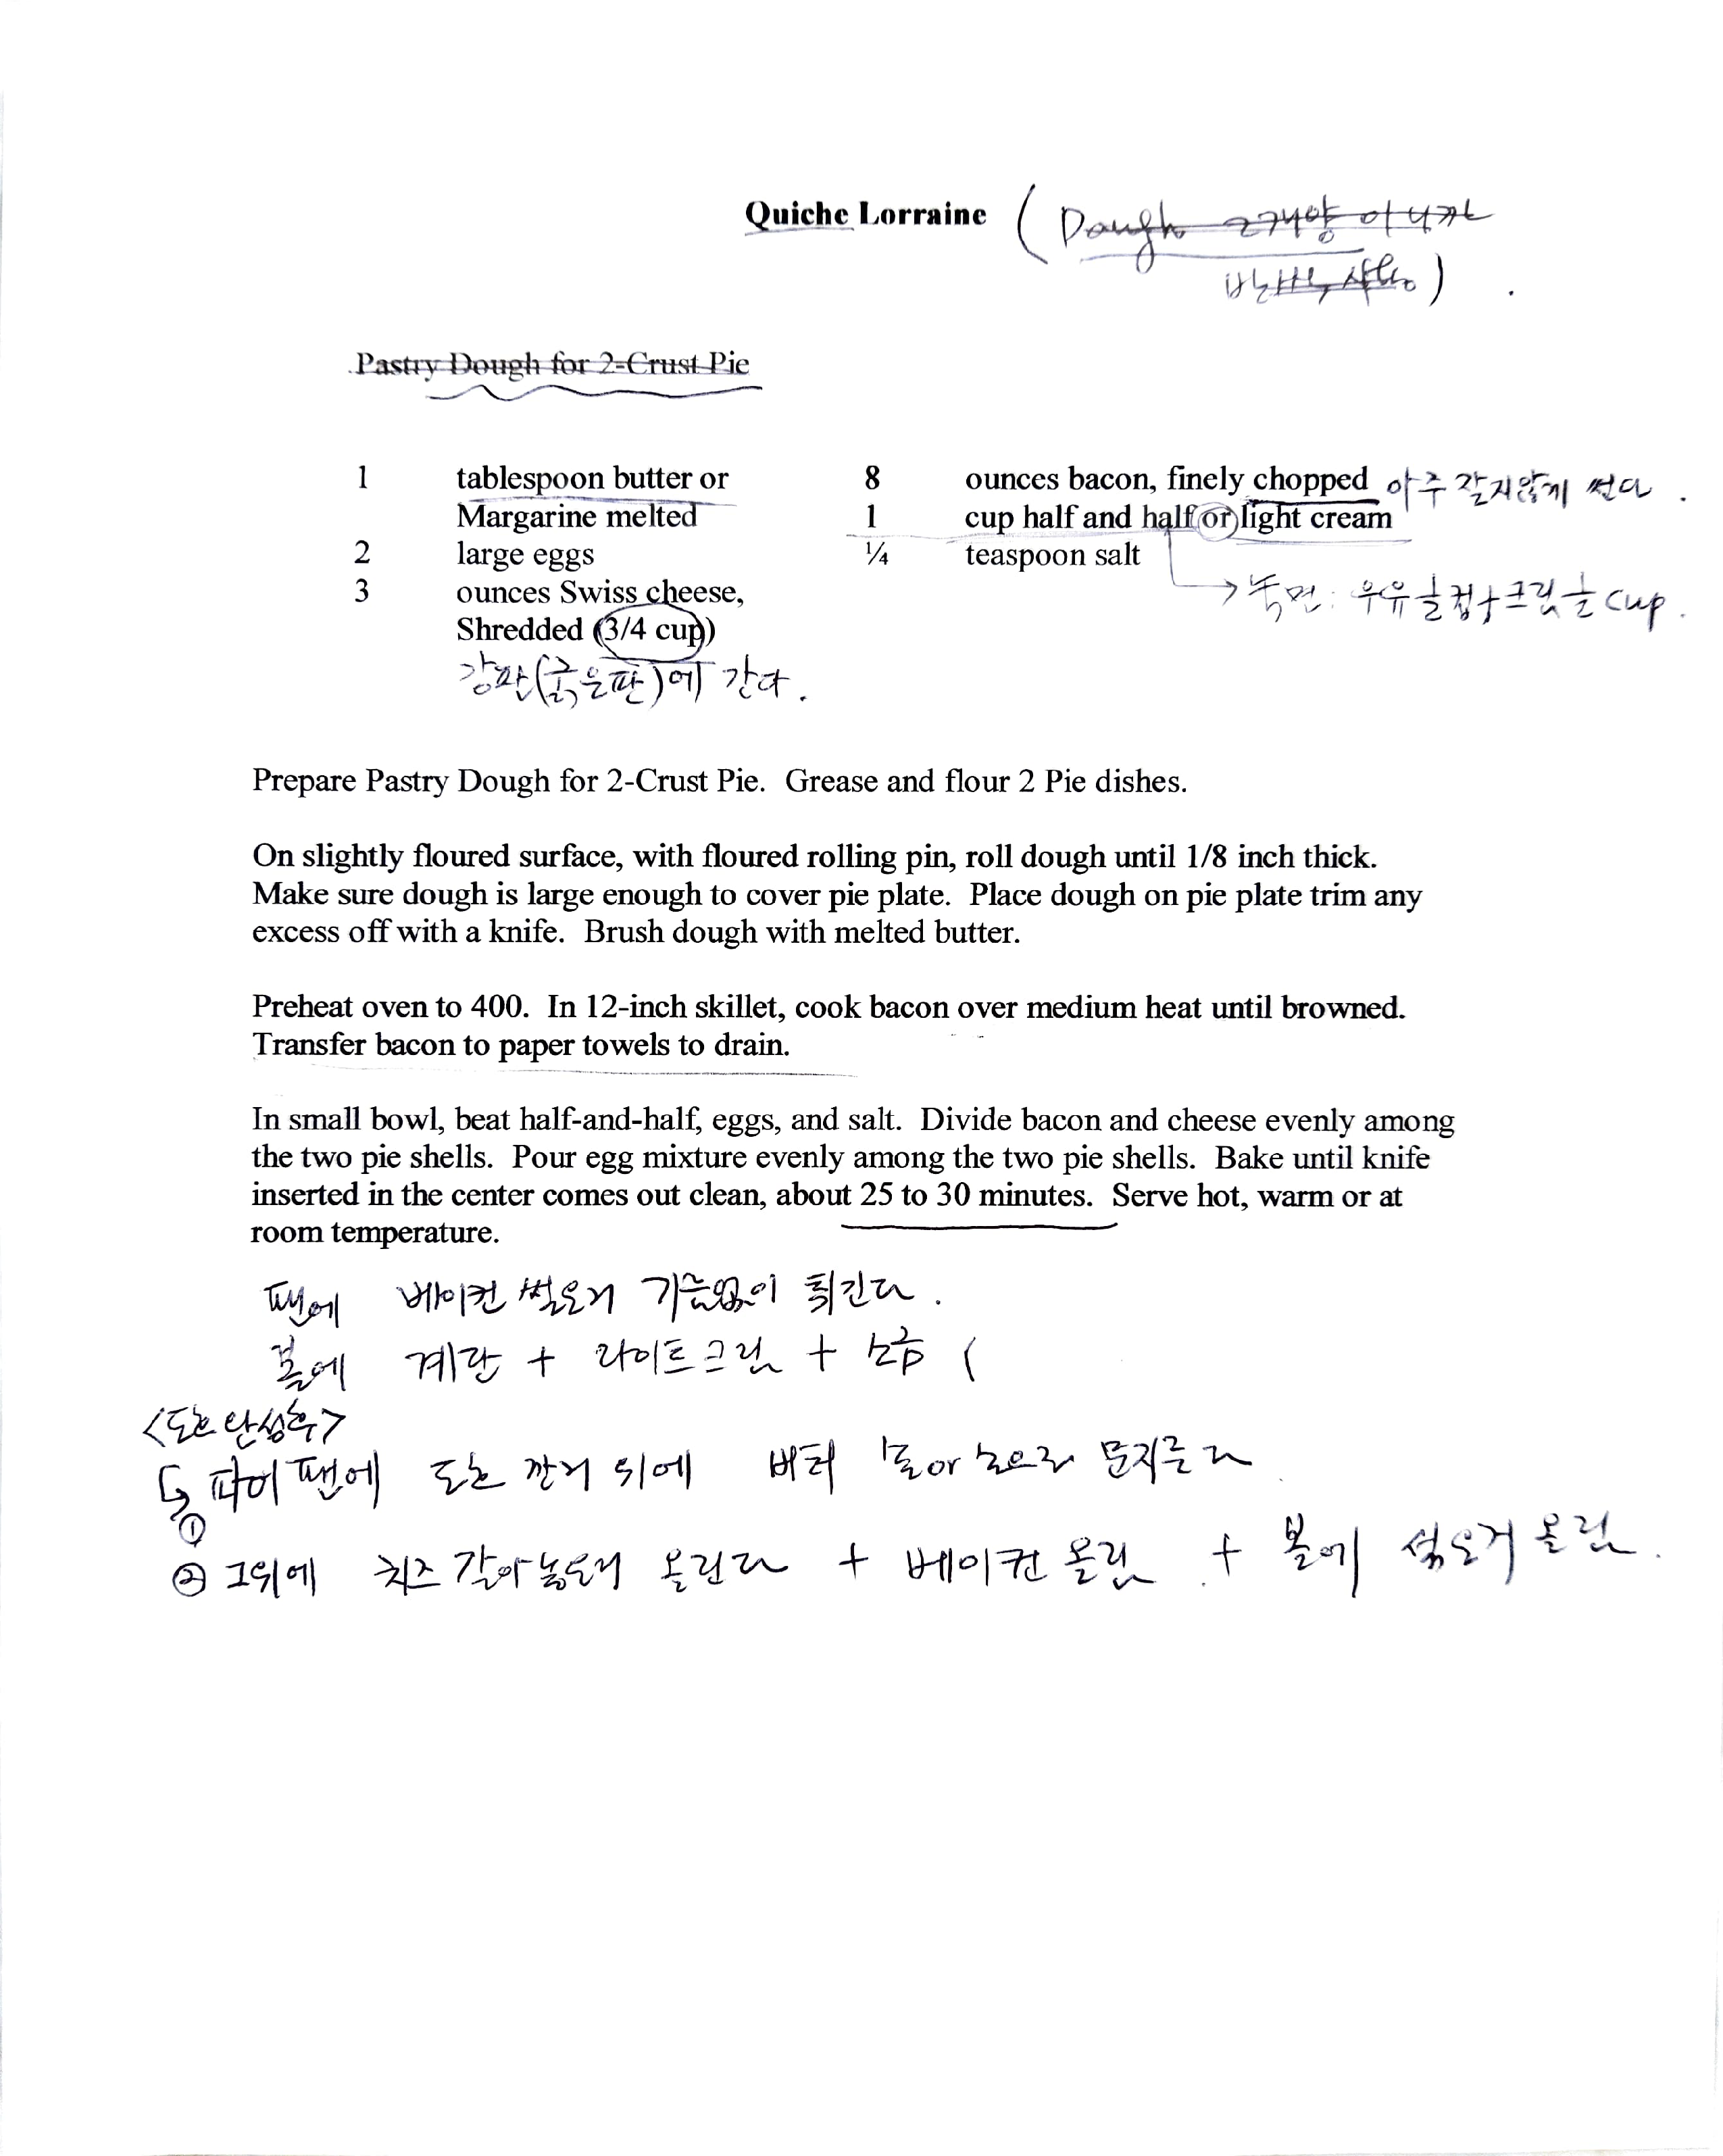 Quiche Lorraine ( Dough 2개양 이니까
반백 사용 )
Pastry Dough for 2-Crust Pie
1 tablespoon butter or
Margarine melted
2 large eggs
3 ounces Swiss cheese,
Shredded (3/4 cup)
강판(굵은판)에 간다.
8 ounces bacon, finely chopped 아주 잘지않게 썬다.
1 cup half and half or light cream
¼ teaspoon salt
→ 우유 ½컵 + 크림 ½ cup.
Prepare Pastry Dough for 2-Crust Pie. Grease and flour 2 Pie dishes.
On slightly floured surface, with floured rolling pin, roll dough until 1/8 inch thick.
Make sure dough is large enough to cover pie plate. Place dough on pie plate trim any
excess off with a knife. Brush dough with melted butter.
Preheat oven to 400. In 12-inch skillet, cook bacon over medium heat until browned.
Transfer bacon to paper towels to drain.
In small bowl, beat half-and-half, eggs, and salt. Divide bacon and cheese evenly among
the two pie shells. Pour egg mixture evenly among the two pie shells. Bake until knife
inserted in the center comes out clean, about 25 to 30 minutes. Serve hot, warm or at
room temperature.
팬에 베이컨 썰은거 기름없이 튀긴다.
볼에 계란 + 라이트크림 + 소금 (
<도우 완성후>
↳ 파이팬에 도우 깐거 위에 버터 녹은 문지른다
①
② 그위에 치즈 갈아놓은거 올린다 + 베이컨 올림 + 볼에 섞은거 올림.